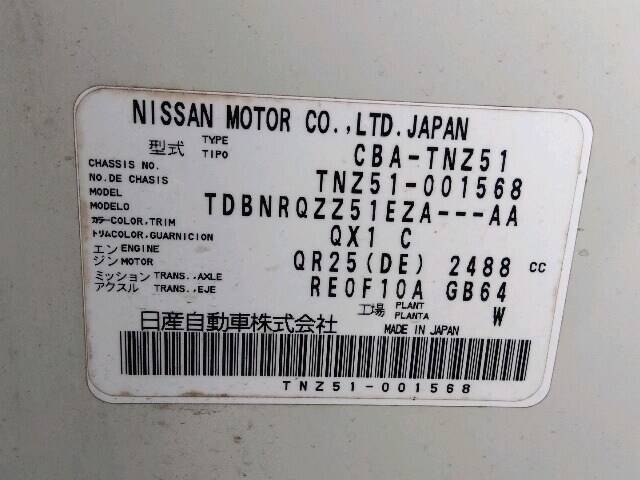 NISSAN MOTOR CO.,LTD.JAPAN
型式 TYPE TIPO CBA-TNZ51
CHASSIS NO. NO.DE CHASIS TNZ51-001568
MODEL MODELO TDBNRQZZ51EZA---AA
カラーCOLOR,TRIM トリムCOLOR,GUARNICION QX1 C
エンジン ENGINE MOTOR QR25(DE) 2488 cc
ミッション アクスル TRANS.,AXLE TRANS.,EJE RE0F10A GB64
工場 PLANT PLANTA W
日産自動車株式会社 MADE IN JAPAN
TNZ51-001568